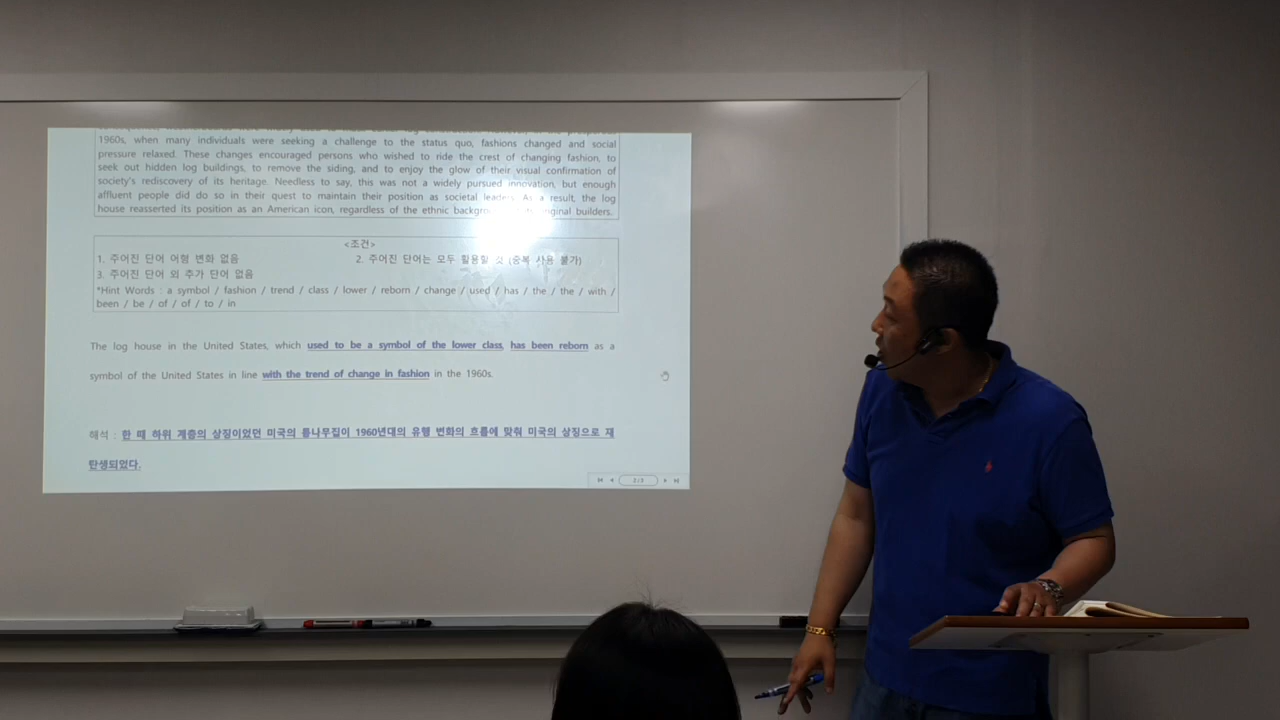 1960s, when many individuals were seeking a challenge to the status quo, fashions changed and social
pressure relaxed. These changes encouraged persons who wished to ride the crest of changing fashion, to
seek out hidden log buildings, to remove the siding, and to enjoy the glow of their visual confirmation of
society's rediscovery of its heritage. Needless to say, this was not a widely pursued innovation, but enough
affluent people did do so in their quest to maintain their position as societal leaders. As a result, the log
house reasserted its position as an American icon, regardless of the ethnic original builders.
<조건>
1. 주어진 단어 어형 변화 없음 2. 주어진 단어는 모두 활용할 것 (중복 사용 불가)
3. 주어진 단어 외 추가 단어 없음
*Hint Words : a symbol / fashion / trend / class / lower / reborn / change / used / has / the / the / with /
been / be / of / of / to / in
The log house in the United States, which used to be a symbol of the lower class, has been reborn as a
symbol of the United States in line with the trend of change in fashion in the 1960s.
해석 : 한 때 하위 계층의 상징이었던 미국의 통나무집이 1960년대의 유행 변화의 흐름에 맞춰 미국의 상징으로 재
탄생되었다.
2/2